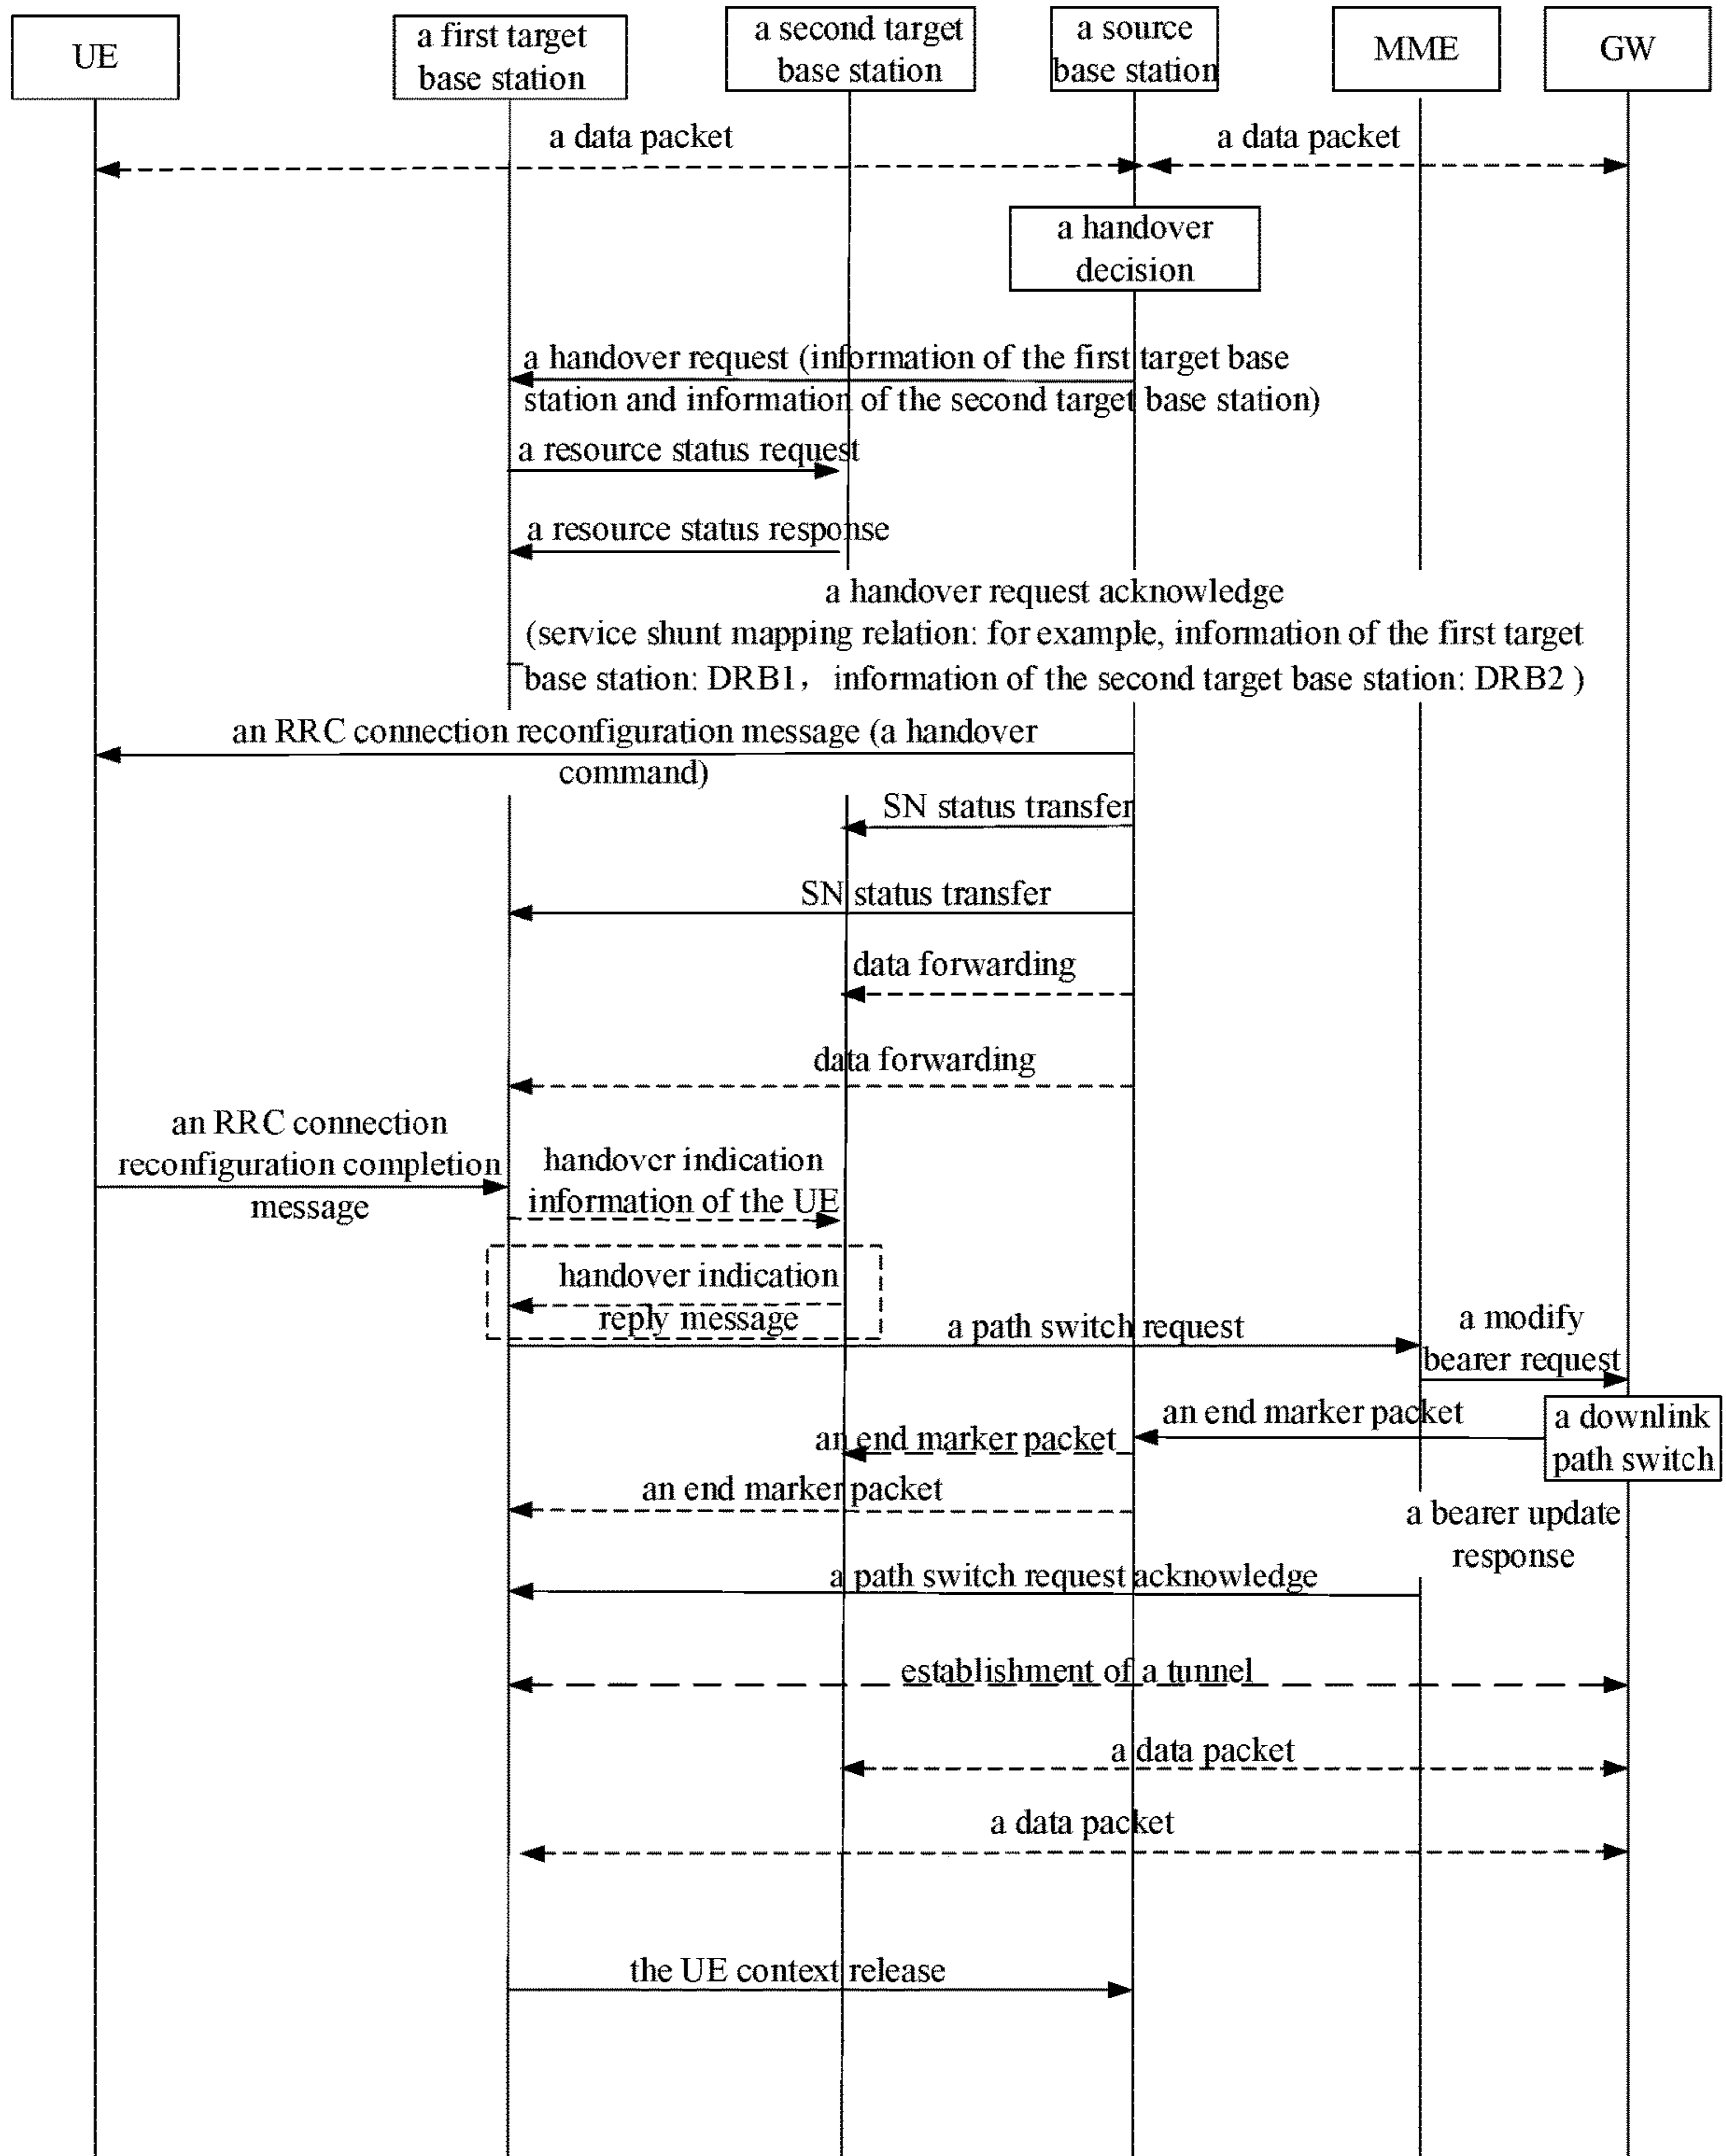 UE
a first target
base station
a second target
base station
a source
base station
MME
GW
a data packet
a data packet
a handover
decision
a handover request (information of the first target base
station and information of the second target base station)
a resource status request
a resource status response
a handover request acknowledge
(service shunt mapping relation: for example, information of the first target
base station: DRB1, information of the second target base station: DRB2 )
an RRC connection reconfiguration message (a handover
command)
SN status transfer
SN status transfer
data forwarding
data forwarding
an RRC connection
reconfiguration completion
message
handover indication
information of the UE
handover indication
reply message
a path switch request
a modify
bearer request
an end marker packet
a downlink
path switch
an end marker packet
an end marker packet
a bearer update
response
a path switch request acknowledge
establishment of a tunnel
a data packet
a data packet
the UE context release